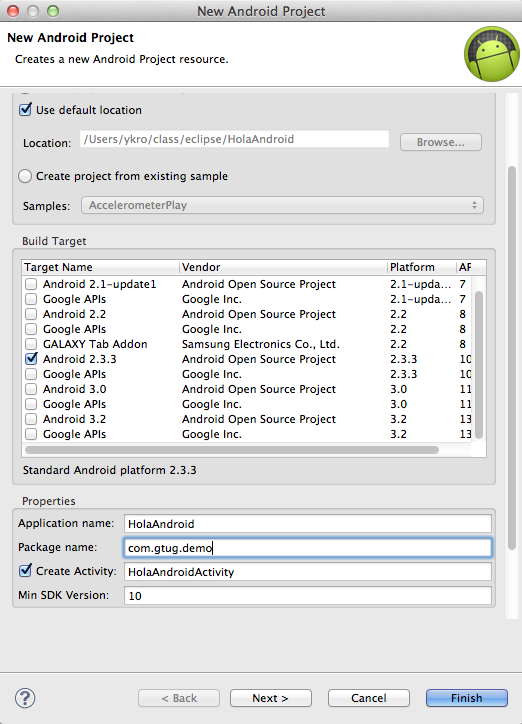 New Android Project
New Android Project
Creates a new Android Project resource.
Use default location
Location: /Users/ykro/class/eclipse/HolaAndroid Browse...
Create project from existing sample
Samples: AccelerometerPlay
Build Target
Target Name Vendor Platform AP
Android 2.1-update1 Android Open Source Project 2.1-upda... 7
Google APIs Google Inc. 2.1-upda... 7
Android 2.2 Android Open Source Project 2.2 8
Google APIs Google Inc. 2.2 8
GALAXY Tab Addon Samsung Electronics Co., Ltd. 2.2 8
Android 2.3.3 Android Open Source Project 2.3.3 10
Google APIs Google Inc. 2.3.3 10
Android 3.0 Android Open Source Project 3.0 11
Google APIs Google Inc. 3.0 11
Android 3.2 Android Open Source Project 3.2 13
Google APIs Google Inc. 3.2 13
Standard Android platform 2.3.3
Properties
Application name: HolaAndroid
Package name: com.gtug.demo
Create Activity: HolaAndroidActivity
Min SDK Version: 10
? < Back Next > Cancel Finish